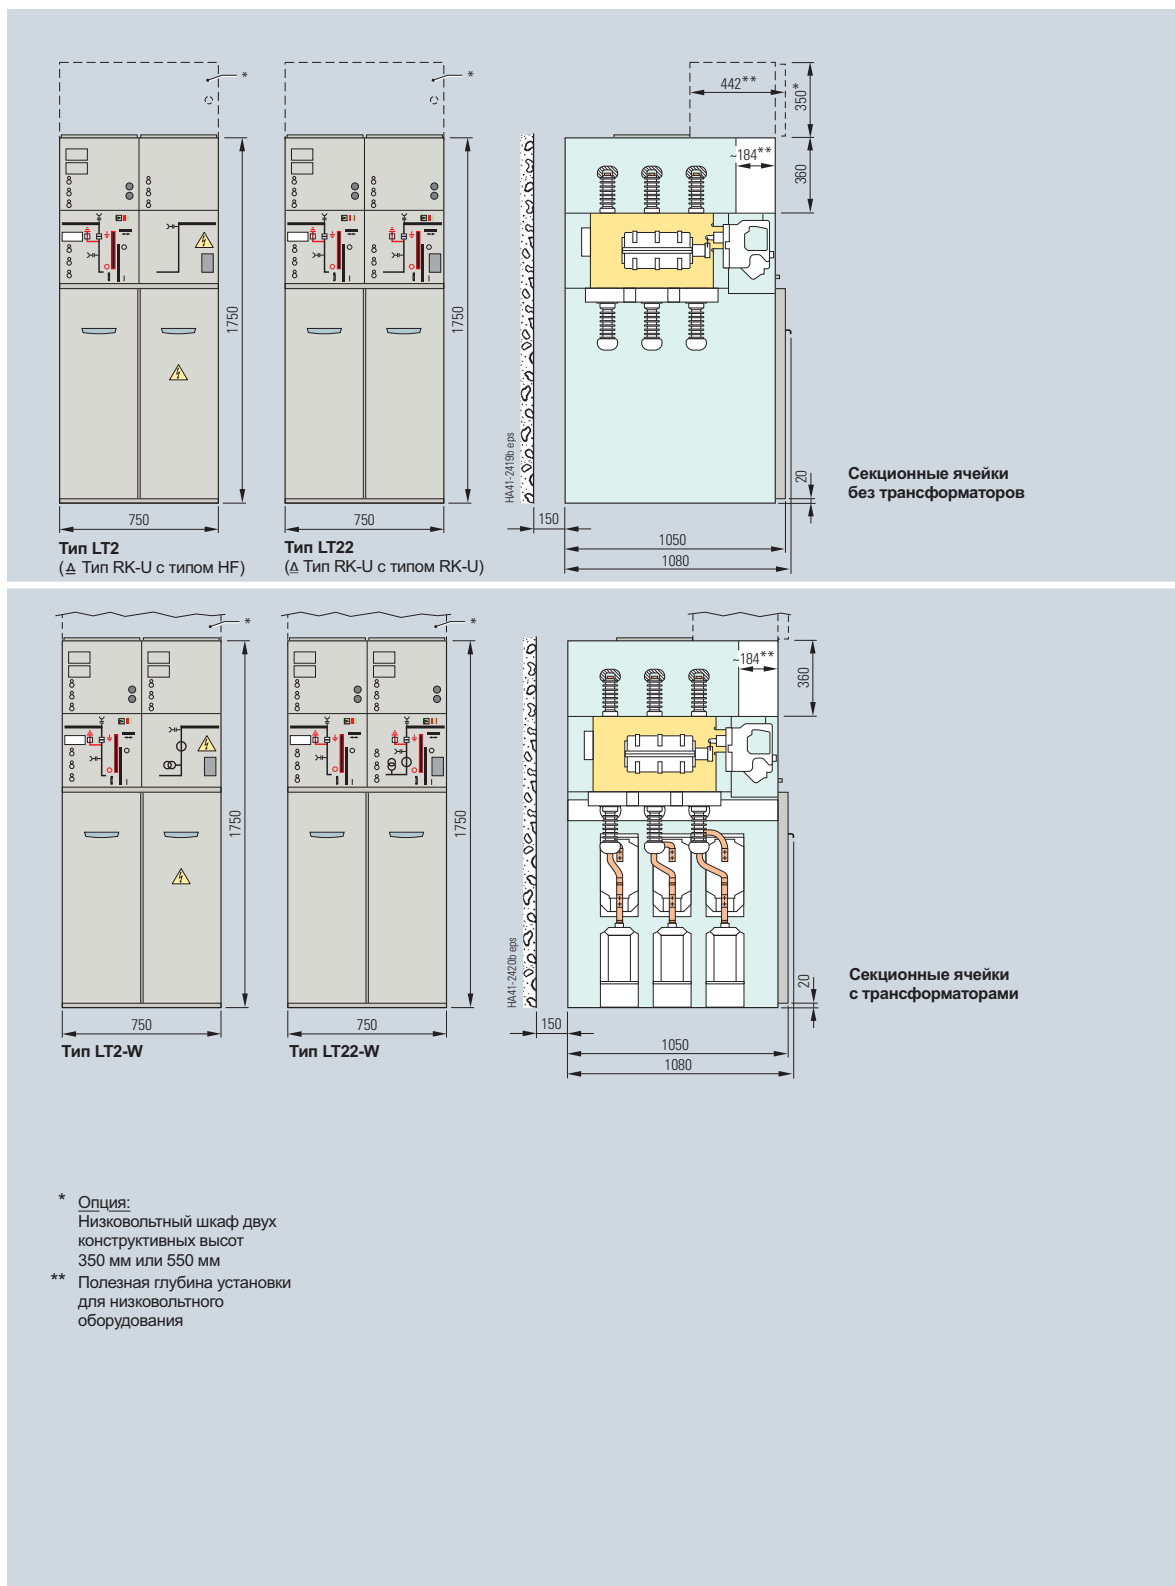 *
*
442**
350*
~184**
360
1750
1750
HA41-2419b eps
20
Секционные ячейки
без трансформаторов
750
750
150
1050
1080
Тип LT2
(⍙ Тип RK-U с типом HF)
Тип LT22
(⍙ Тип RK-U с типом RK-U)
*
*
~184**
360
1750
1750
HA41-2420b eps
20
Секционные ячейки
с трансформаторами
750
750
150
1050
1080
Тип LT2-W
Тип LT22-W
* Опция:
Низковольтный шкаф двух
конструктивных высот
350 мм или 550 мм
** Полезная глубина установки
для низковольтного
оборудования